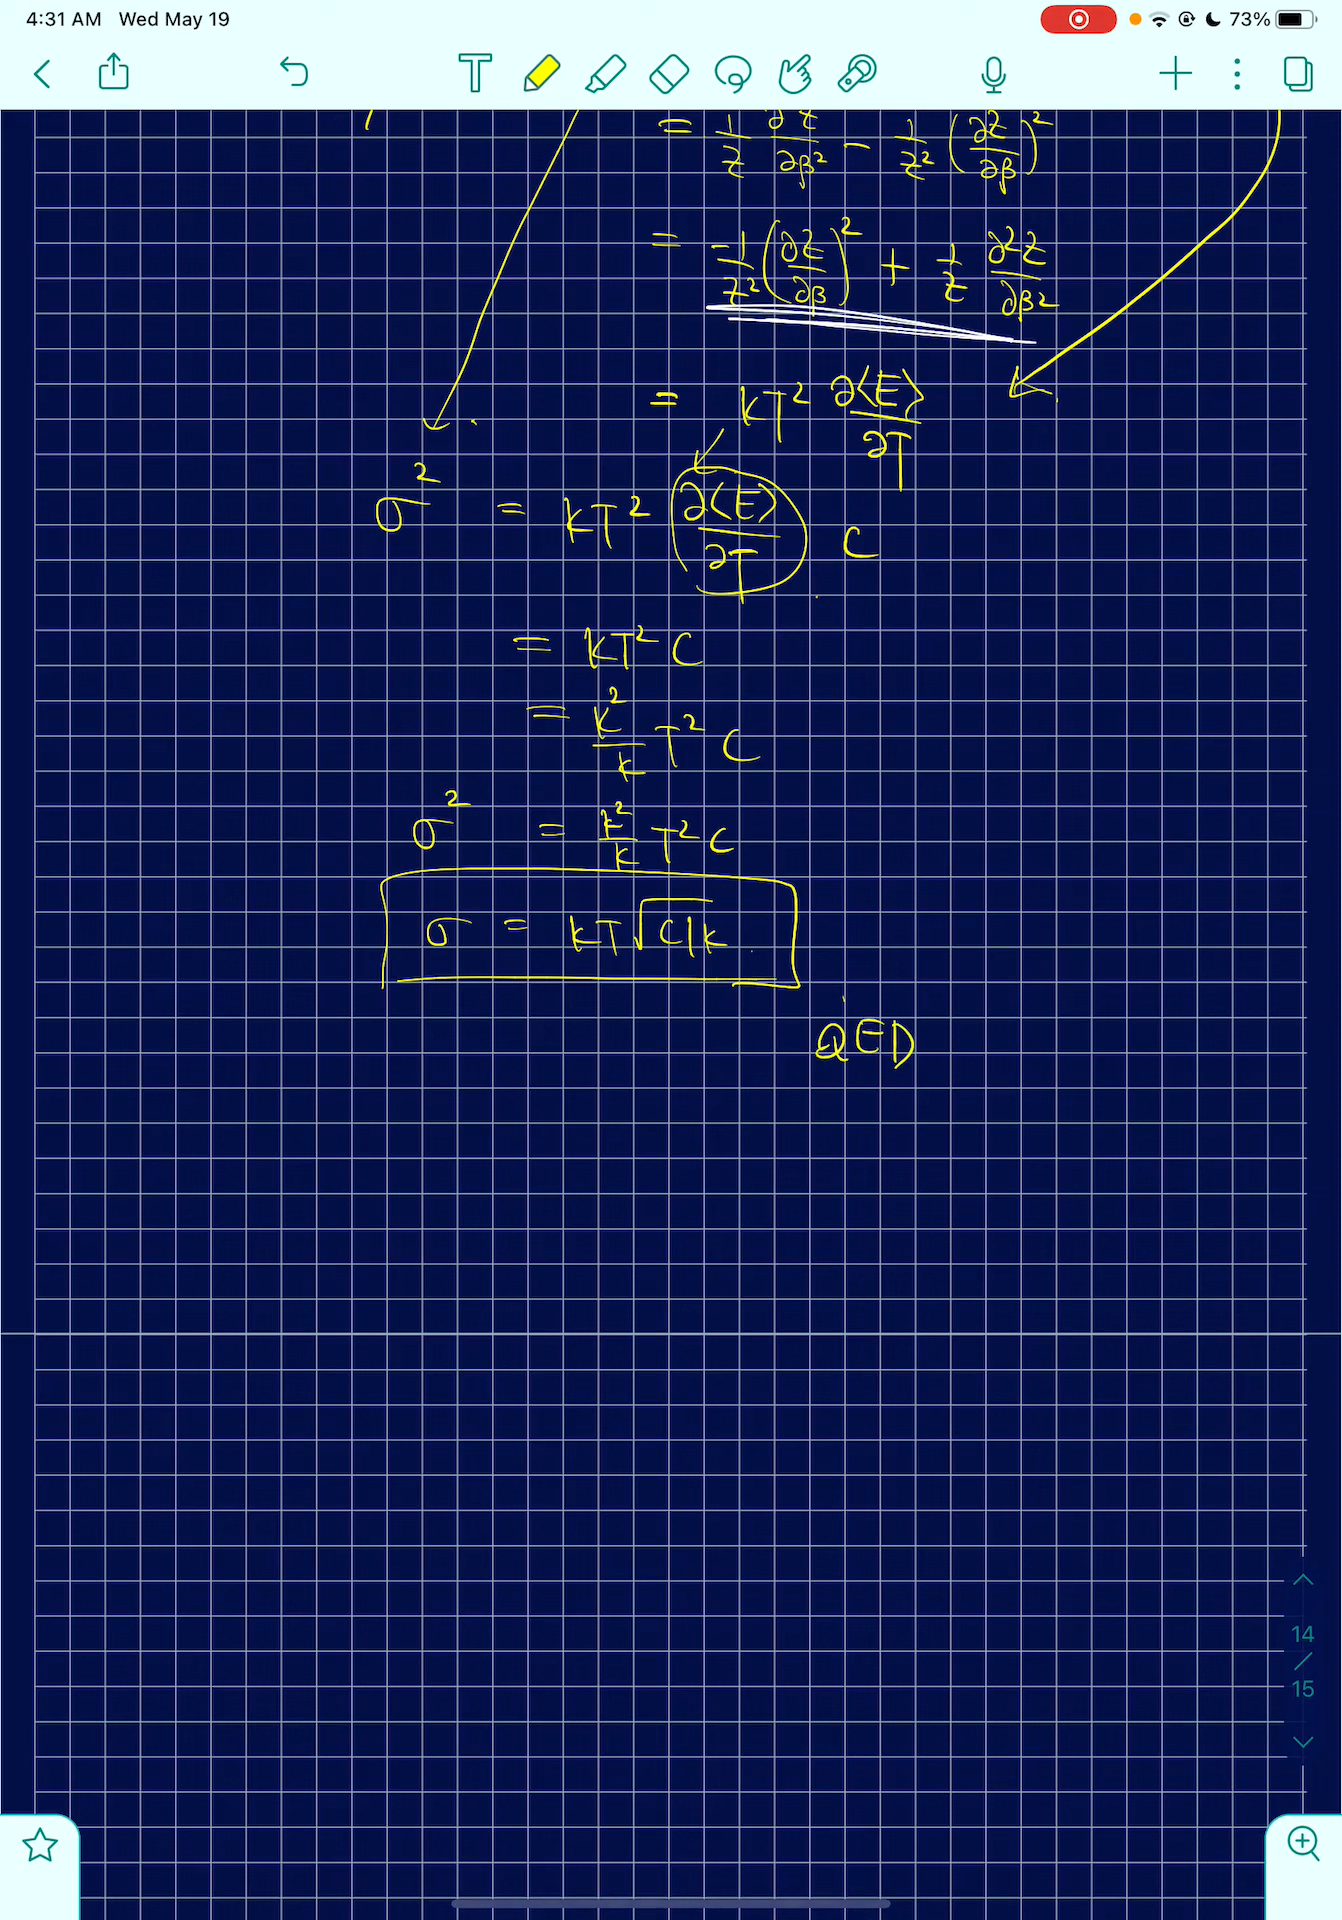 4:31 AM Wed May 19 73%
= 1/z ∂²z/∂β² - 1/z² (∂z/∂β)²
= -1/z² (∂z/∂β)² + 1/z ∂²z/∂β²
= kT² ∂⟨E⟩/∂T
σ² = kT² ∂⟨E⟩/∂T C
= kT² C
= k²/k T² C
σ² = k²/k T² C
σ = kT √C/k
QED
14
/
15